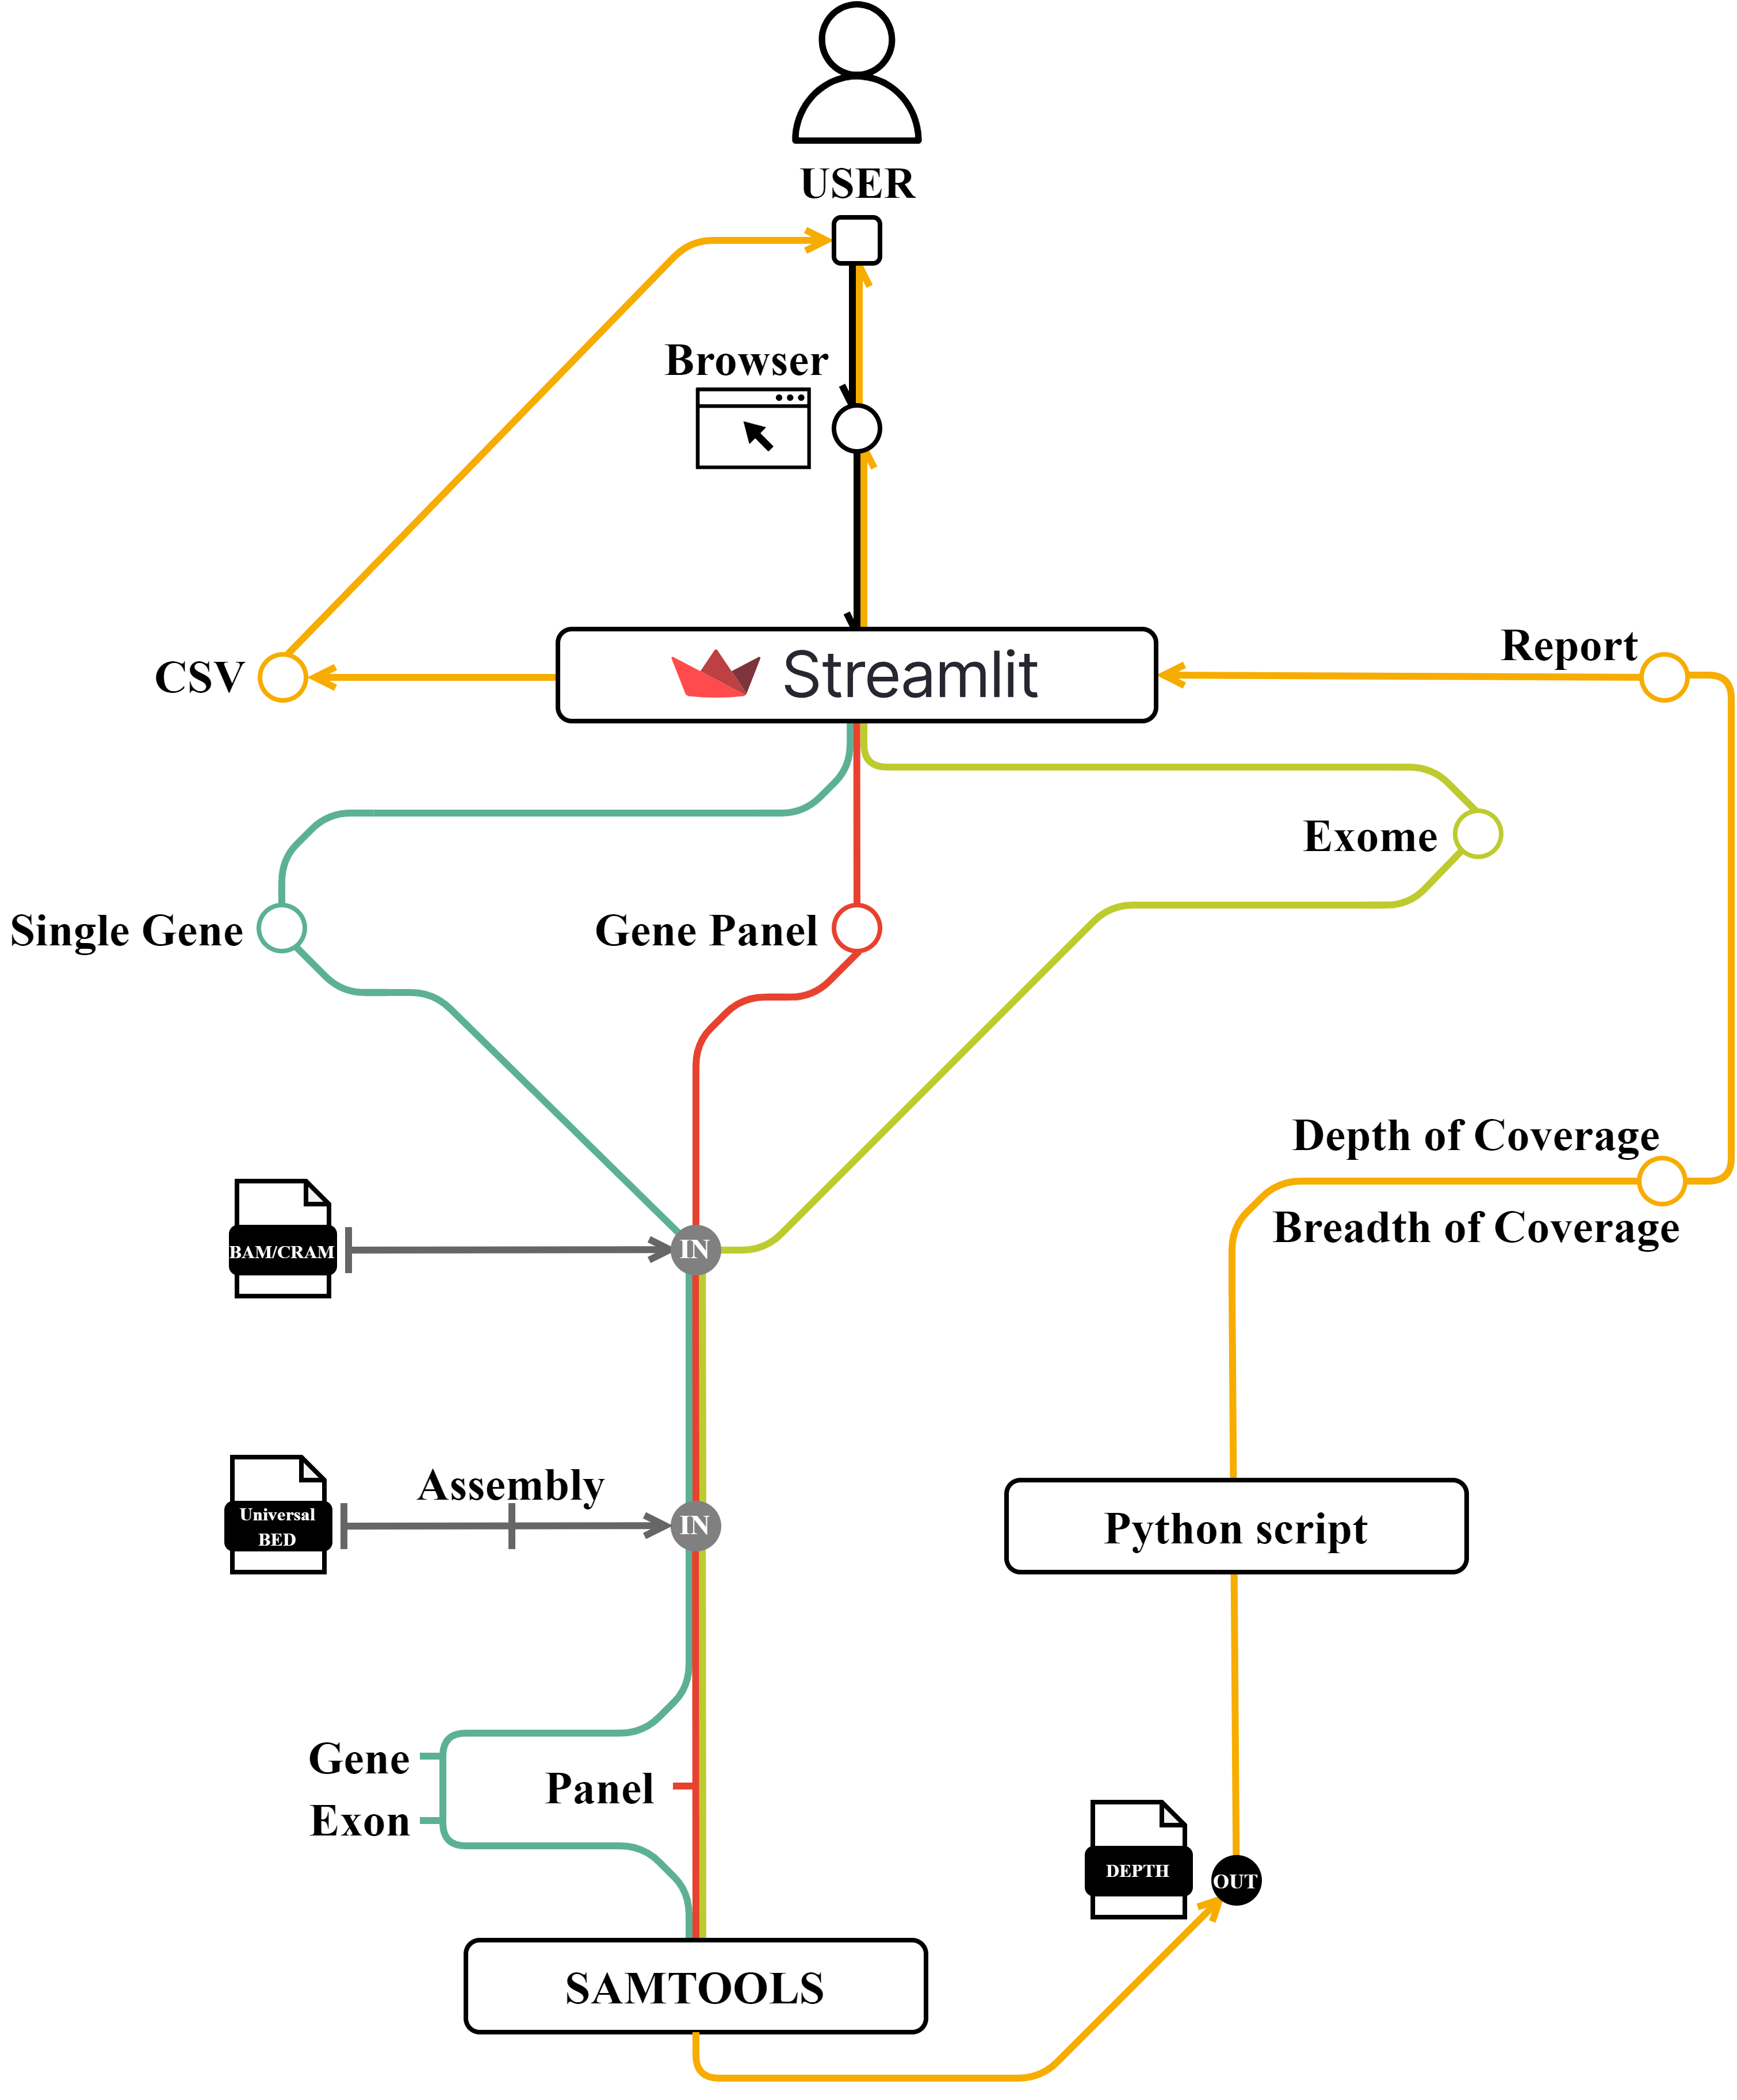 USER
Browser
CSV
Streamlit
Report
Exome
Single Gene
Gene Panel
Depth of Coverage
Breadth of Coverage
BAM/CRAM
IN
Assembly
Universal
BED
IN
Python script
Gene
Panel
Exon
DEPTH
OUT
SAMTOOLS